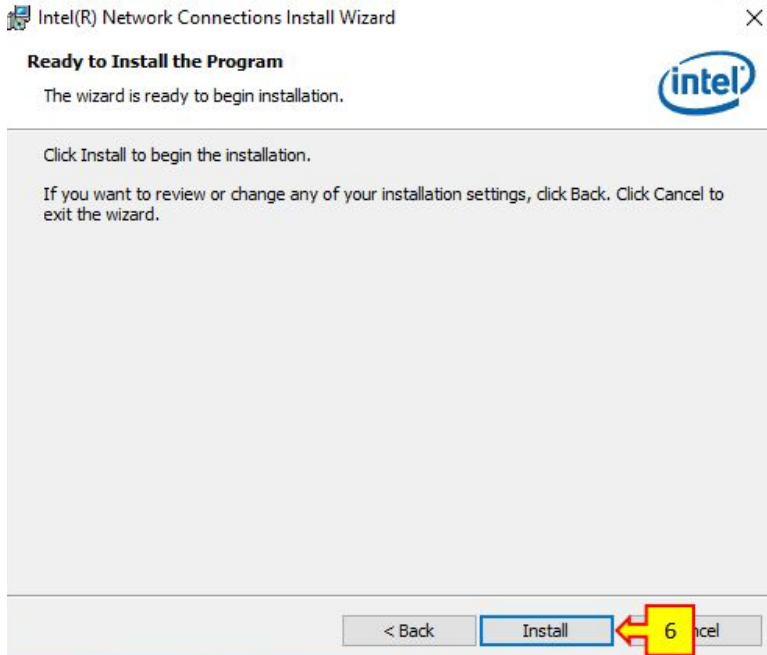 Intel(R) Network Connections Install Wizard
Ready to Install the Program
The wizard is ready to begin installation.
intel
Click Install to begin the installation.
If you want to review or change any of your installation settings, click Back. Click Cancel to
exit the wizard.
< Back
Install
6
ncel